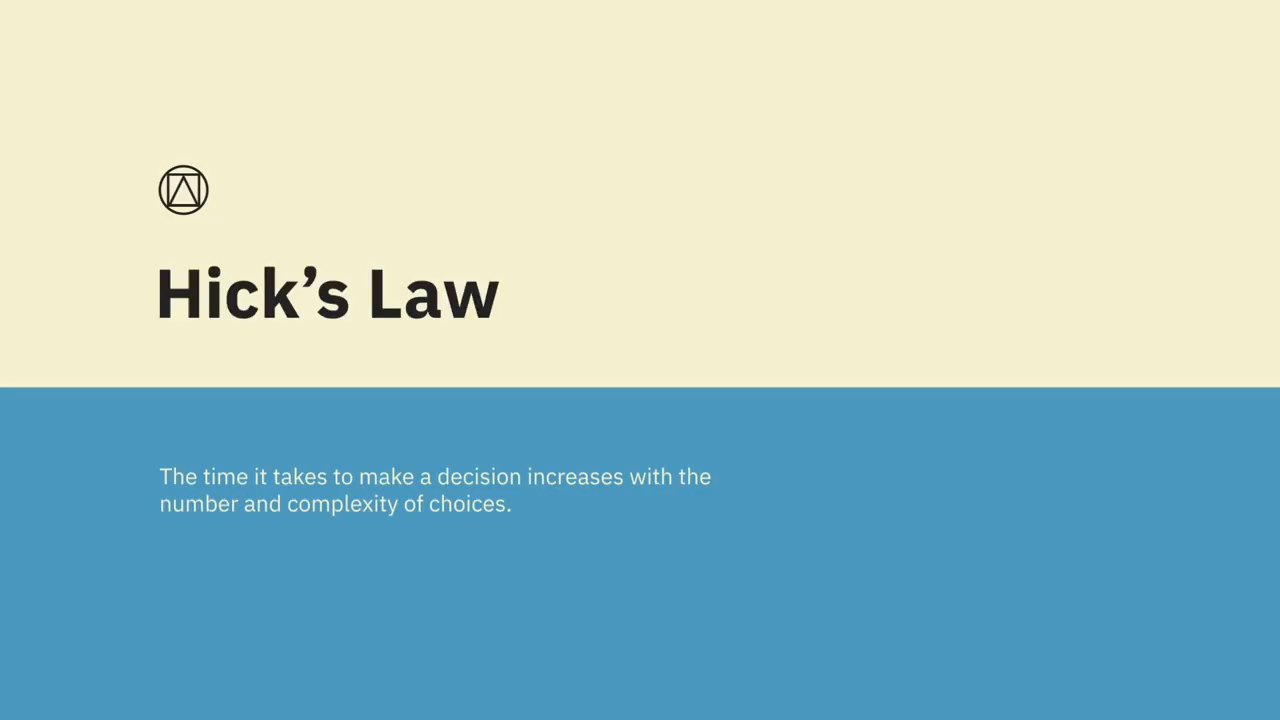 Hick’s Law
The time it takes to make a decision increases with the
number and complexity of choices.